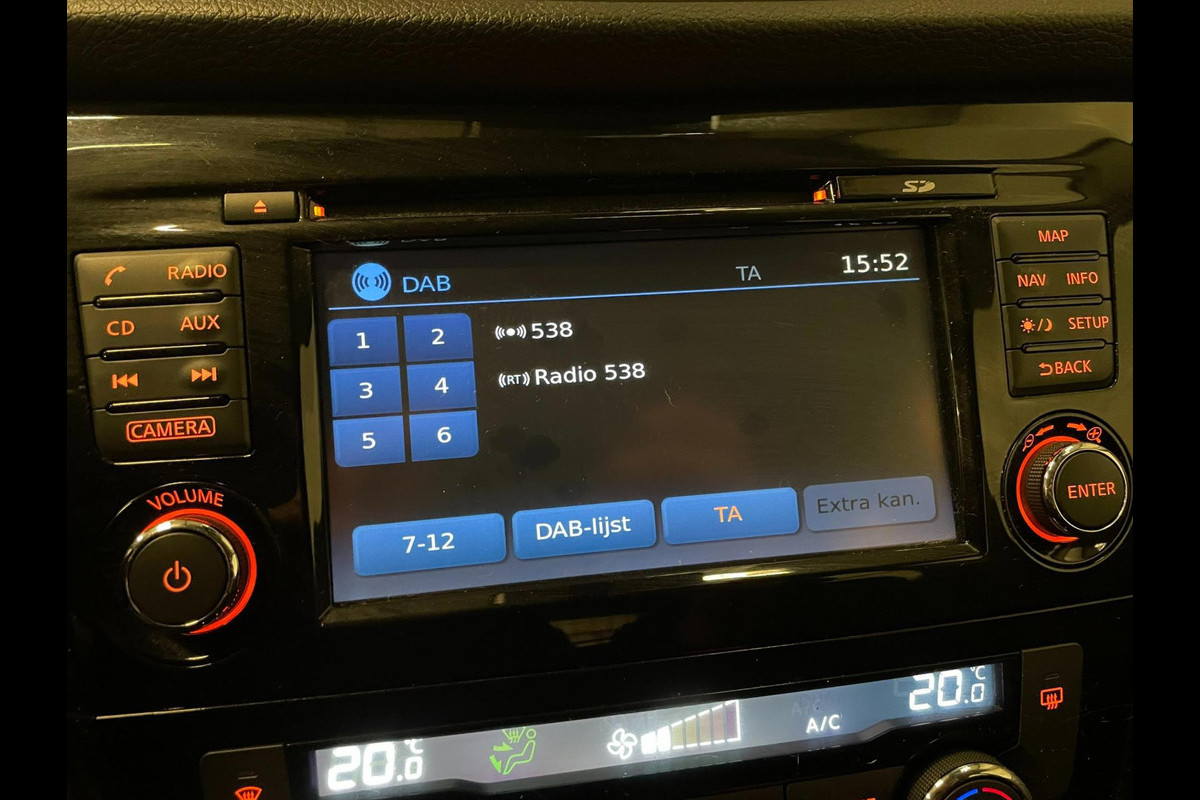 SD
RADIO
CD AUX
CAMERA
VOLUME
DAB TA 15:52
1 2
3 4
5 6
538
(RT) Radio 538
7-12 DAB-lijst TA Extra kan.
MAP
NAV INFO
SETUP
BACK
ENTER
20.0 °C
A/C
20.0 °C